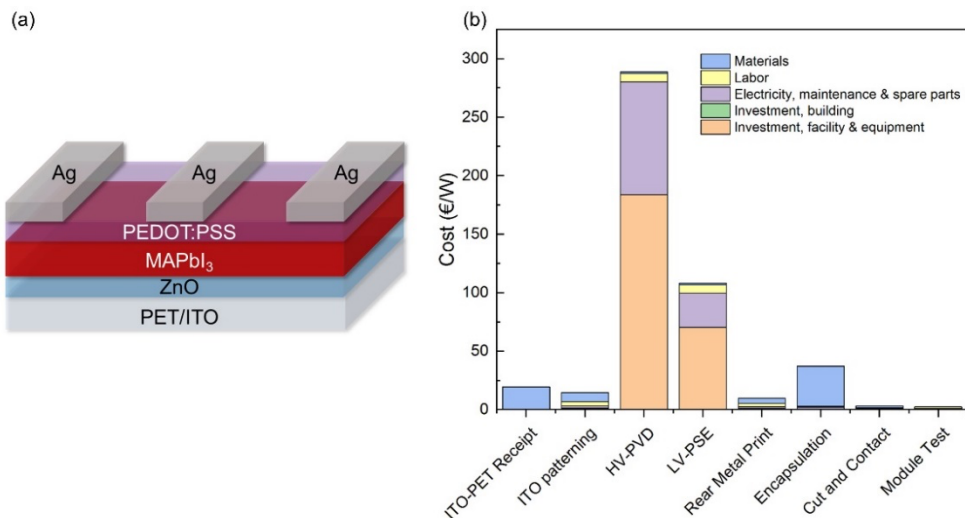 (a)
Ag Ag Ag
PEDOT:PSS
MAPbI₃
ZnO
PET/ITO
(b)
Cost (€/W)
300
250
200
150
100
50
0
Materials
Labor
Electricity, maintenance & spare parts
Investment, building
Investment, facility & equipment
ITO-PET Receipt
ITO patterning
HV-PVD
LV-PSE
Rear Metal Print
Encapsulation
Cut and Contact
Module Test